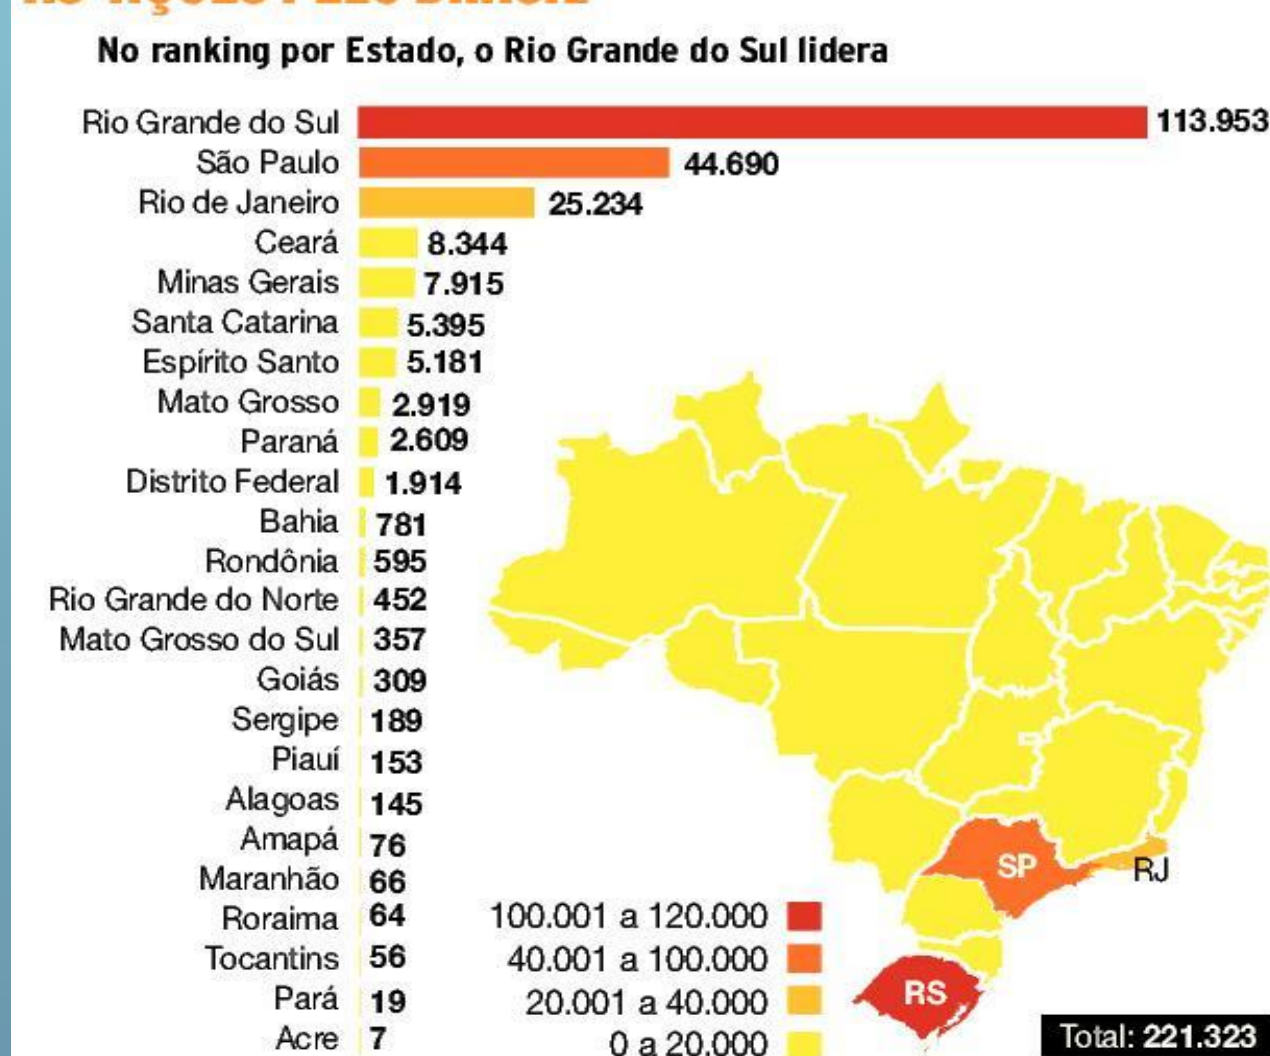 PELO BRASIL
No ranking por Estado, o Rio Grande do Sul lidera
Rio Grande do Sul 113.953
São Paulo 44.690
Rio de Janeiro 25.234
Ceará 8.344
Minas Gerais 7.915
Santa Catarina 5.395
Espírito Santo 5.181
Mato Grosso 2.919
Paraná 2.609
Distrito Federal 1.914
Bahia 781
Rondônia 595
Rio Grande do Norte 452
Mato Grosso do Sul 357
Goiás 309
Sergipe 189
Piauí 153
Alagoas 145
Amapá 76
Maranhão 66
Roraima 64
Tocantins 56
Pará 19
Acre 7
SP
RJ
RS
100.001 a 120.000
40.001 a 100.000
20.001 a 40.000
0 a 20.000
Total: 221.323